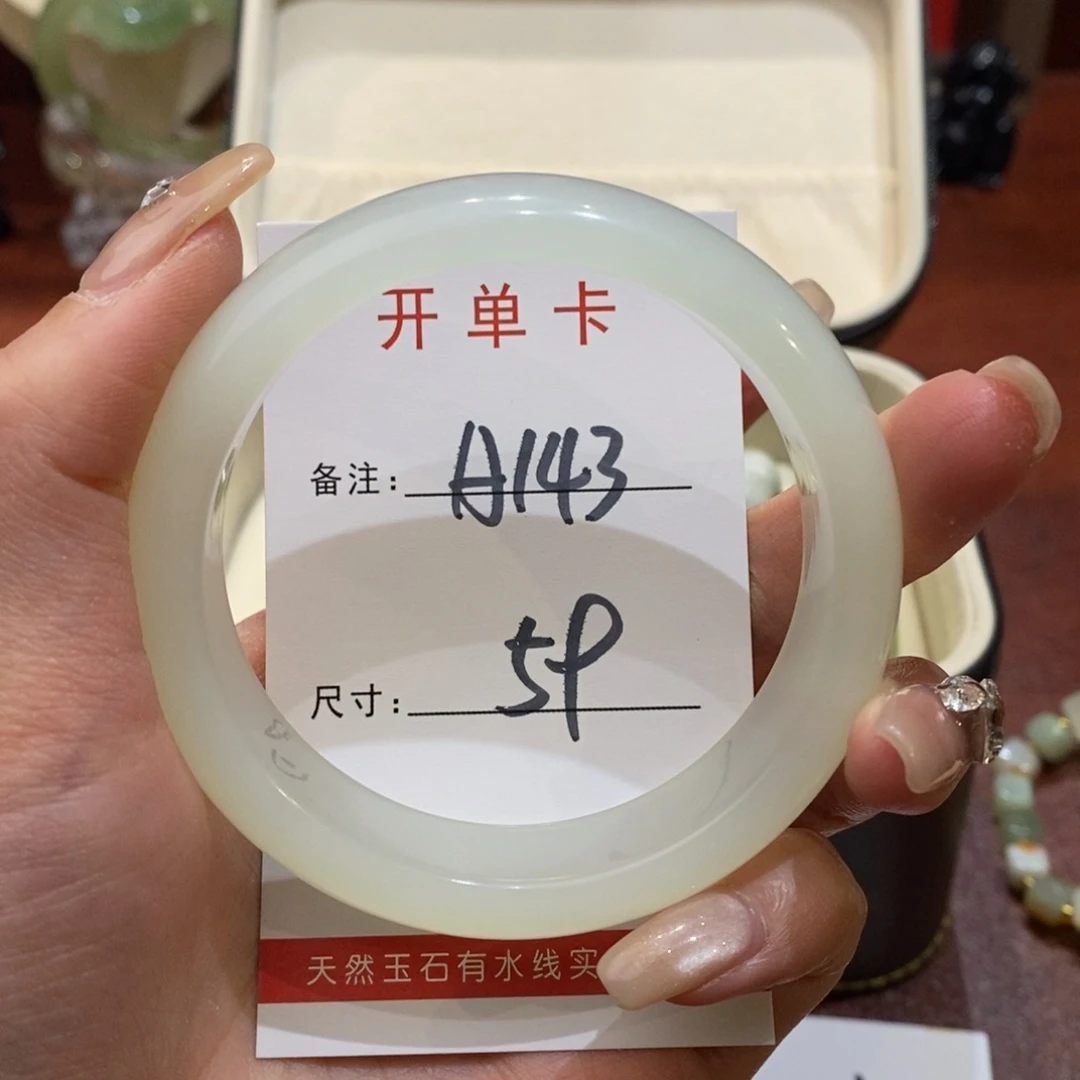 开单卡
备注: A143
尺寸: 59
天然玉石有水线实